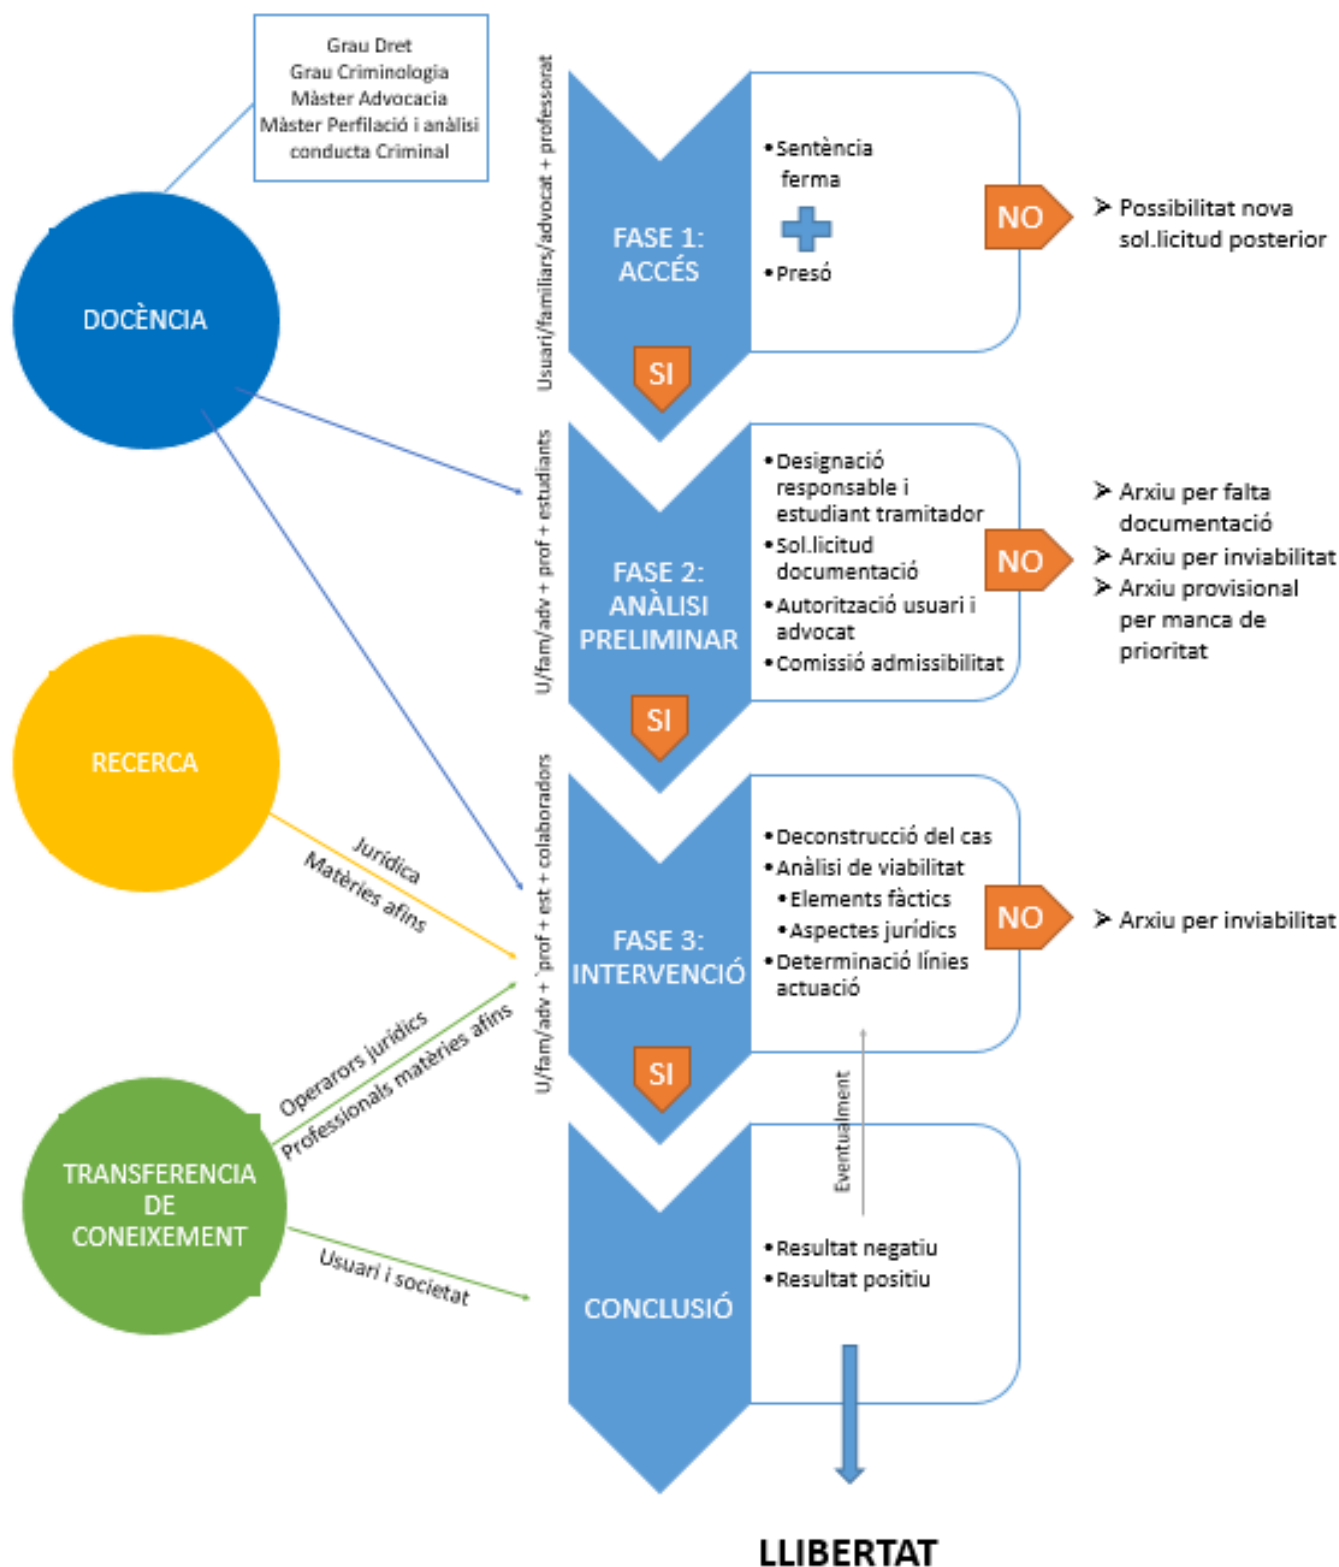 Grau Dret
Grau Criminologia
Màster Advocacia
Màster Perfilació i anàlisi
conducta Criminal
DOCÈNCIA
RECERCA
Jurídica
Matèries afins
TRANSFERENCIA
DE
CONEIXEMENT
Operarors jurídics
Professionals matèries afins
Usuari i societat
Usuari/familiars/advocat + professorat
FASE 1:
ACCÉS
SI
•Sentència
ferma
•Presó
NO
➤ Possibilitat nova
sol.licitud posterior
U/fam/adv + prof + estudiants
FASE 2:
ANÀLISI
PRELIMINAR
SI
•Designació
responsable i
estudiant tramitador
•Sol.licitud
documentació
•Autorització usuari i
advocat
•Comissió admissibilitat
NO
➤ Arxiu per falta
documentació
➤ Arxiu per inviabilitat
➤ Arxiu provisional
per manca de
prioritat
U/fam/adv + `prof + est + colaboradors
FASE 3:
INTERVENCIÓ
SI
•Deconstrucció del cas
•Anàlisi de viabilitat
•Elements fàctics
•Aspectes jurídics
•Determinació línies
actuació
NO
➤ Arxiu per inviabilitat
Eventualment
CONCLUSIÓ
•Resultat negatiu
•Resultat positiu
LLIBERTAT